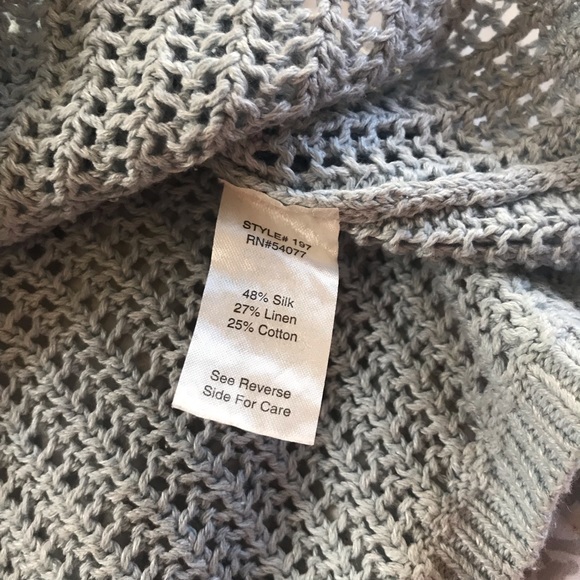 STYLE# 197
RN#54077
48% Silk
27% Linen
25% Cotton
See Reverse
Side For Care